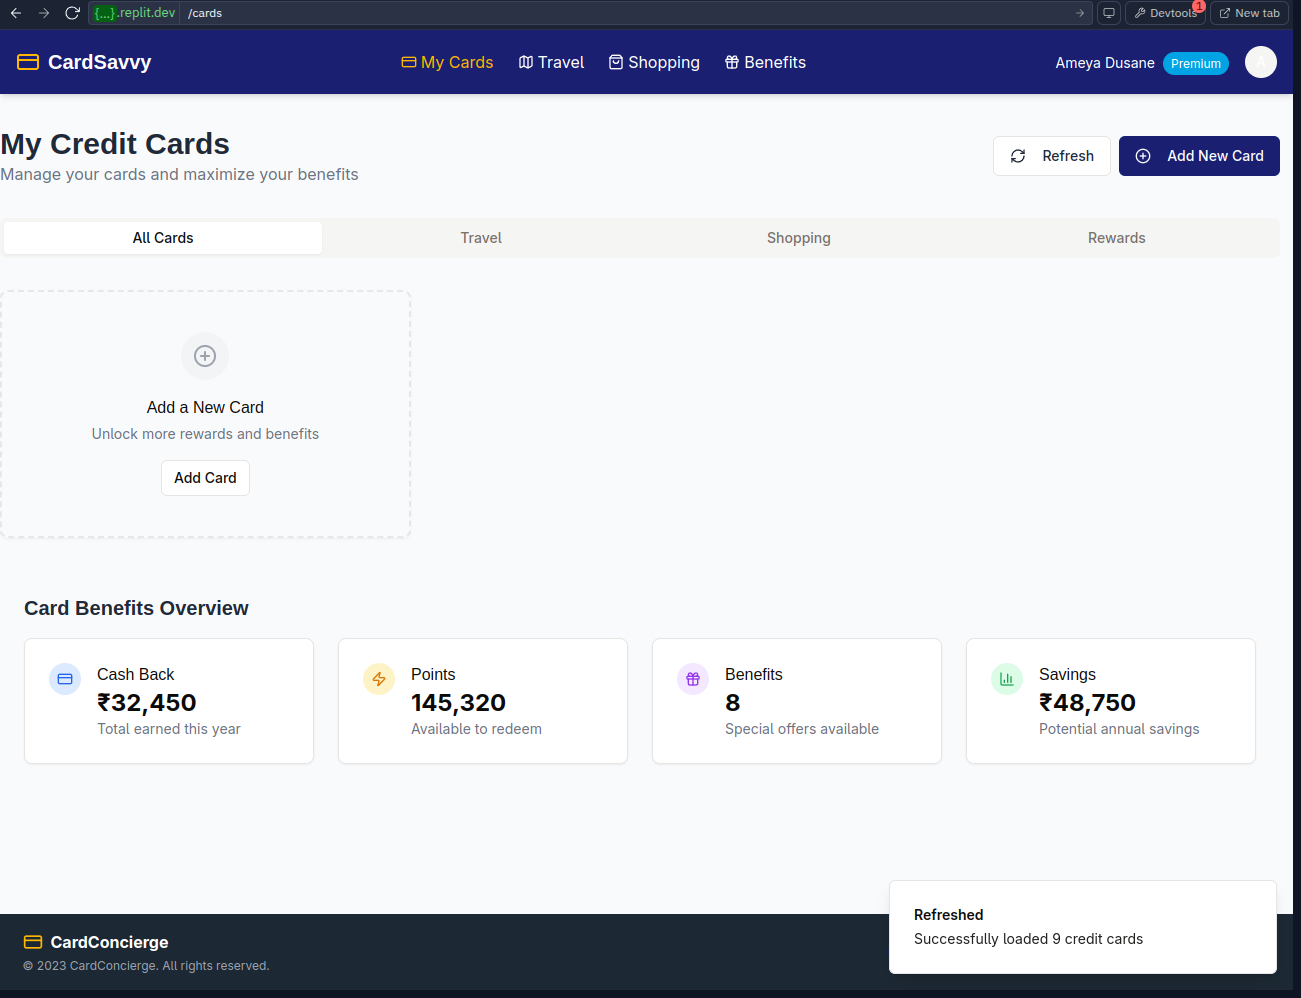 {...}.replit.dev /cards
Devtools 1
New tab
CardSavvy
My Cards Travel Shopping Benefits
Ameya Dusane Premium
A
My Credit Cards
Manage your cards and maximize your benefits
Refresh
Add New Card
All Cards Travel Shopping Rewards
Add a New Card
Unlock more rewards and benefits
Add Card
Card Benefits Overview
Cash Back
₹32,450
Total earned this year
Points
145,320
Available to redeem
Benefits
8
Special offers available
Savings
₹48,750
Potential annual savings
CardConcierge
© 2023 CardConcierge. All rights reserved.
Refreshed
Successfully loaded 9 credit cards